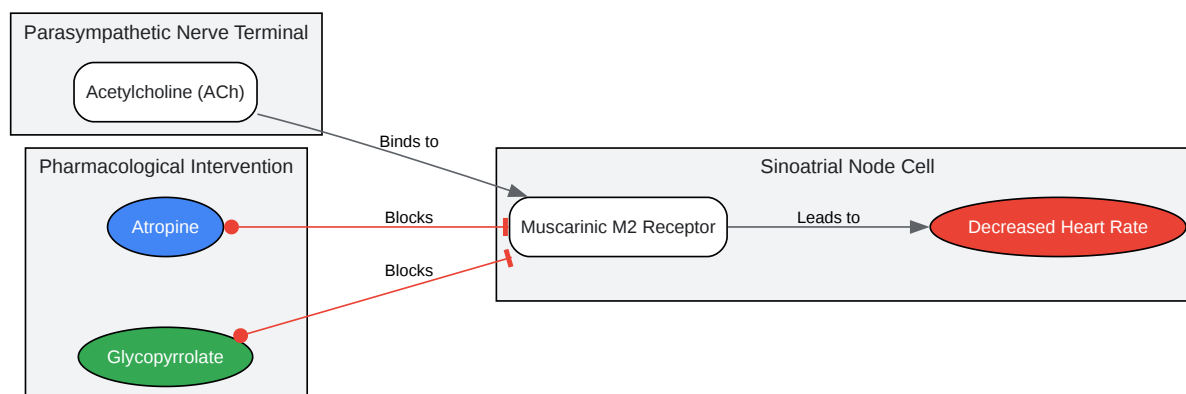 Parasympathetic Nerve Terminal
Acetylcholine (ACh)
Binds to
Pharmacological Intervention
Sinoatrial Node Cell
Atropine
Blocks
Muscarinic M2 Receptor
Leads to
Decreased Heart Rate
Blocks
Glycopyrrolate